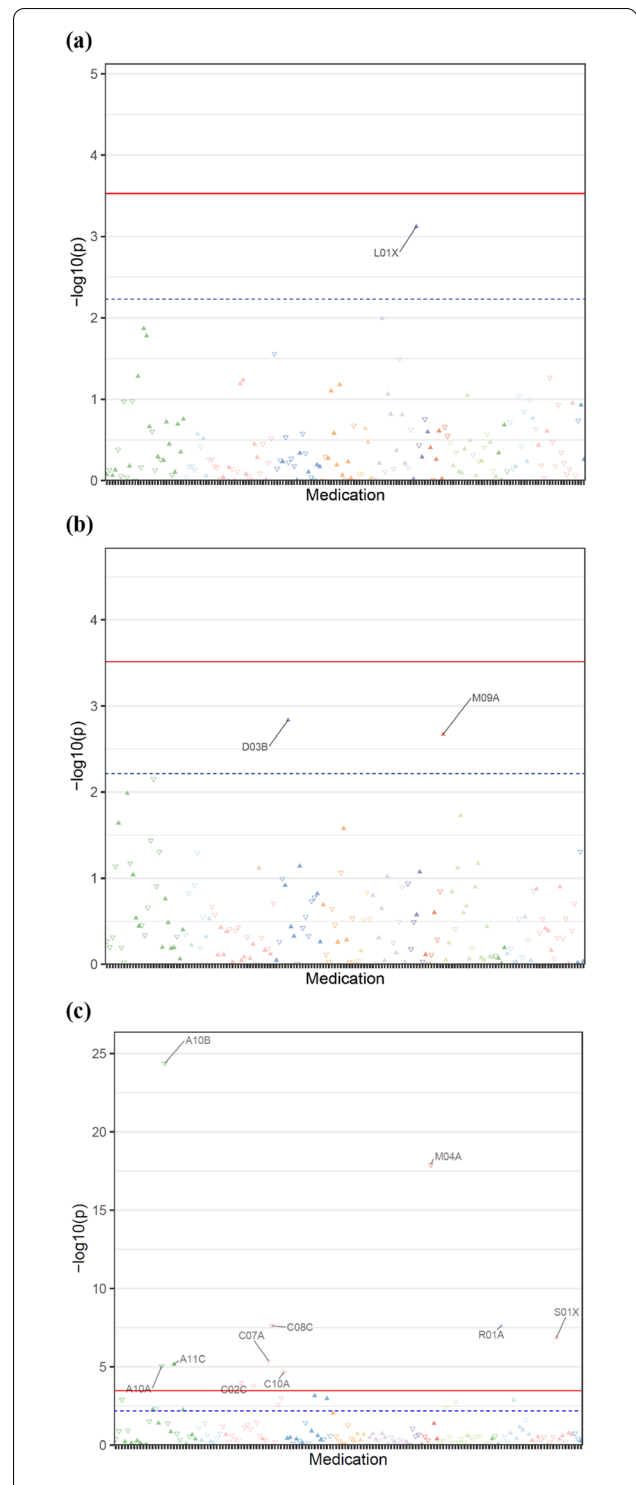 (a)
5
4
3
2
1
0
−log10(p)
L01X
Medication
(b)
4
3
2
1
0
−log10(p)
D03B
M09A
Medication
(c)
25
20
15
10
5
0
−log10(p)
A10B
M04A
C08C
C07A
R01A
S01X
A11C
A10A
C02C
C10A
Medication